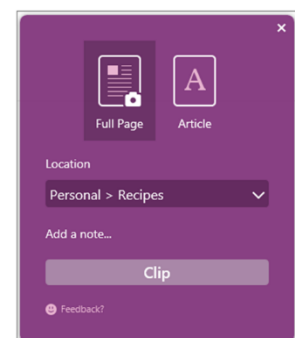 ×
A
Full Page Article
Location
Personal > Recipes
Add a note...
Clip
Feedback?